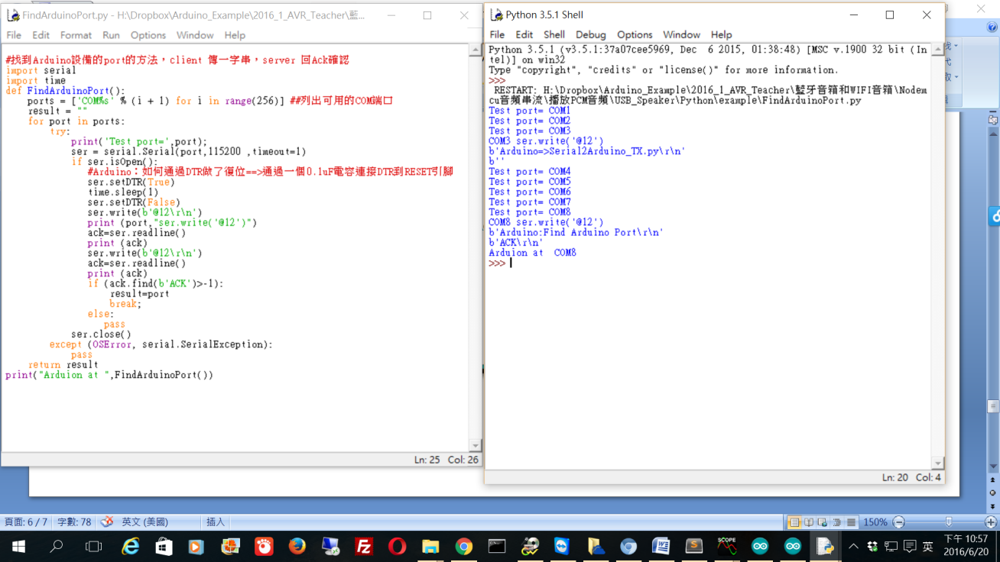 FindArduinoPort.py - H:\Dropbox\Arduino_Example\2016_1_AVR_Teacher\藍...
File Edit Format Run Options Window Help
#找到Arduino設備的port的方法，client 傳一字串，server 回Ack確認
import serial
import time
def FindArduinoPort():
    ports = ['COM%s' % (i + 1) for i in range(256)] ##列出可用的COM端口
    result = ""
    for port in ports:
        try:
            print('Test port=',port);
            ser = serial.Serial(port,115200 ,timeout=1)
            if ser.isOpen():
               #Arduino：如何通過DTR做了復位==>通過一個0.1uF電容連接DTR到RESET引腳
               ser.setDTR(True)
               time.sleep(1)
               ser.setDTR(False)
               ser.write(b'@12\r\n')
               print (port,"ser.write('@12')")
               ack=ser.readline()
               print (ack)
               ser.write(b'@12\r\n')
               ack=ser.readline()
               print (ack)
               if (ack.find(b'ACK')>-1):
                   result=port
                   break;
               else:
                  pass
            ser.close()
        except (OSError, serial.SerialException):
            pass
    return result
print("Arduion at ",FindArduinoPort())
Ln: 25 Col: 26
Python 3.5.1 Shell
File Edit Shell Debug Options Window Help
Python 3.5.1 (v3.5.1:37a07cee5969, Dec  6 2015, 01:38:48) [MSC v.1900 32 bit (In
tel)] on win32
Type "copyright", "credits" or "license()" for more information.
>>>
 RESTART: H:\Dropbox\Arduino_Example\2016_1_AVR_Teacher\藍牙音箱和WIFI音箱\Nodem
cu音頻串流\播放PCM音頻\USB_Speaker\Python\example\FindArduinoPort.py
Test port= COM1
Test port= COM2
Test port= COM3
COM3 ser.write('@12')
b'Arduino=>Serial2Arduino_TX.py\r\n'
b''
Test port= COM4
Test port= COM5
Test port= COM6
Test port= COM7
Test port= COM8
COM8 ser.write('@12')
b'Arduino:Find Arduino Port\r\n'
b'ACK\r\n'
Arduion at  COM8
>>>
Ln: 20 Col: 4
頁面: 6 / 7 字數: 78 英文 (美國) 插入 150%
SCOPE
英
下午 10:57
2016/6/20